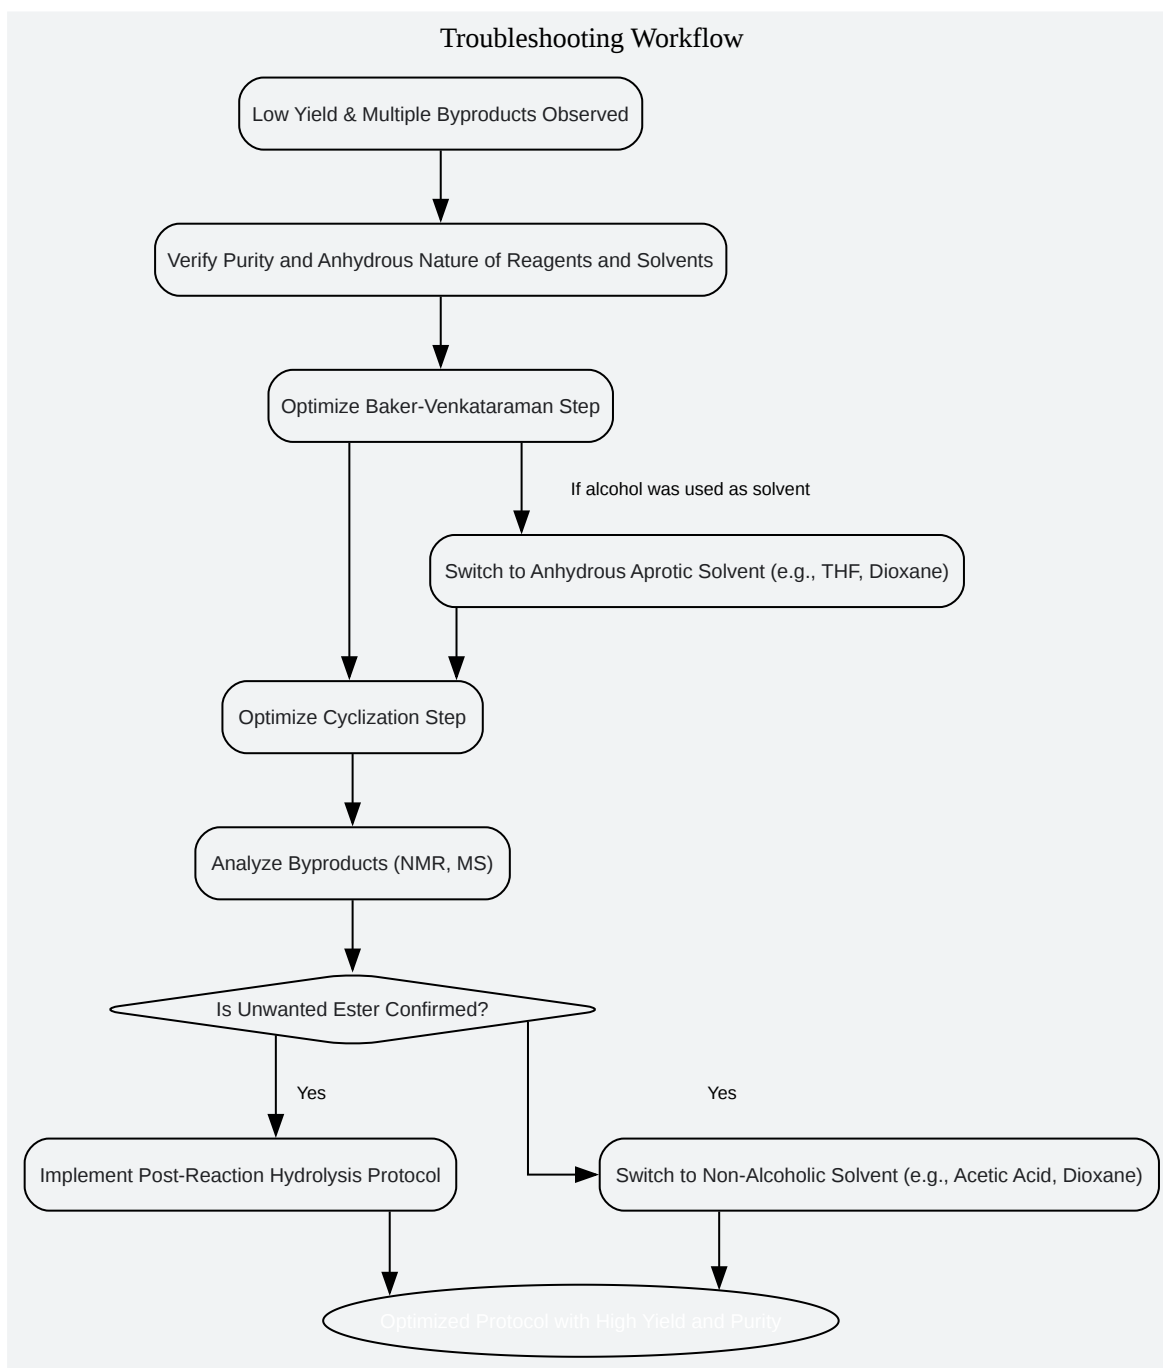 Troubleshooting Workflow
Low Yield & Multiple Byproducts Observed
Verify Purity and Anhydrous Nature of Reagents and Solvents
Optimize Baker-Venkataraman Step
If alcohol was used as solvent
Switch to Anhydrous Aprotic Solvent (e.g., THF, Dioxane)
Optimize Cyclization Step
Analyze Byproducts (NMR, MS)
Is Unwanted Ester Confirmed?
Yes
Yes
Implement Post-Reaction Hydrolysis Protocol
Switch to Non-Alcoholic Solvent (e.g., Acetic Acid, Dioxane)
Optimized Protocol with High Yield and Purity